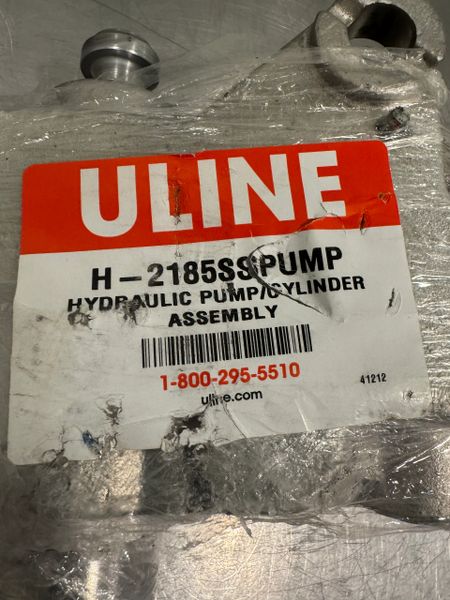 ULINE
H-2185SSPUMP
HYDRAULIC PUMP/CYLINDER
ASSEMBLY
1-800-295-5510
41212
uline.com